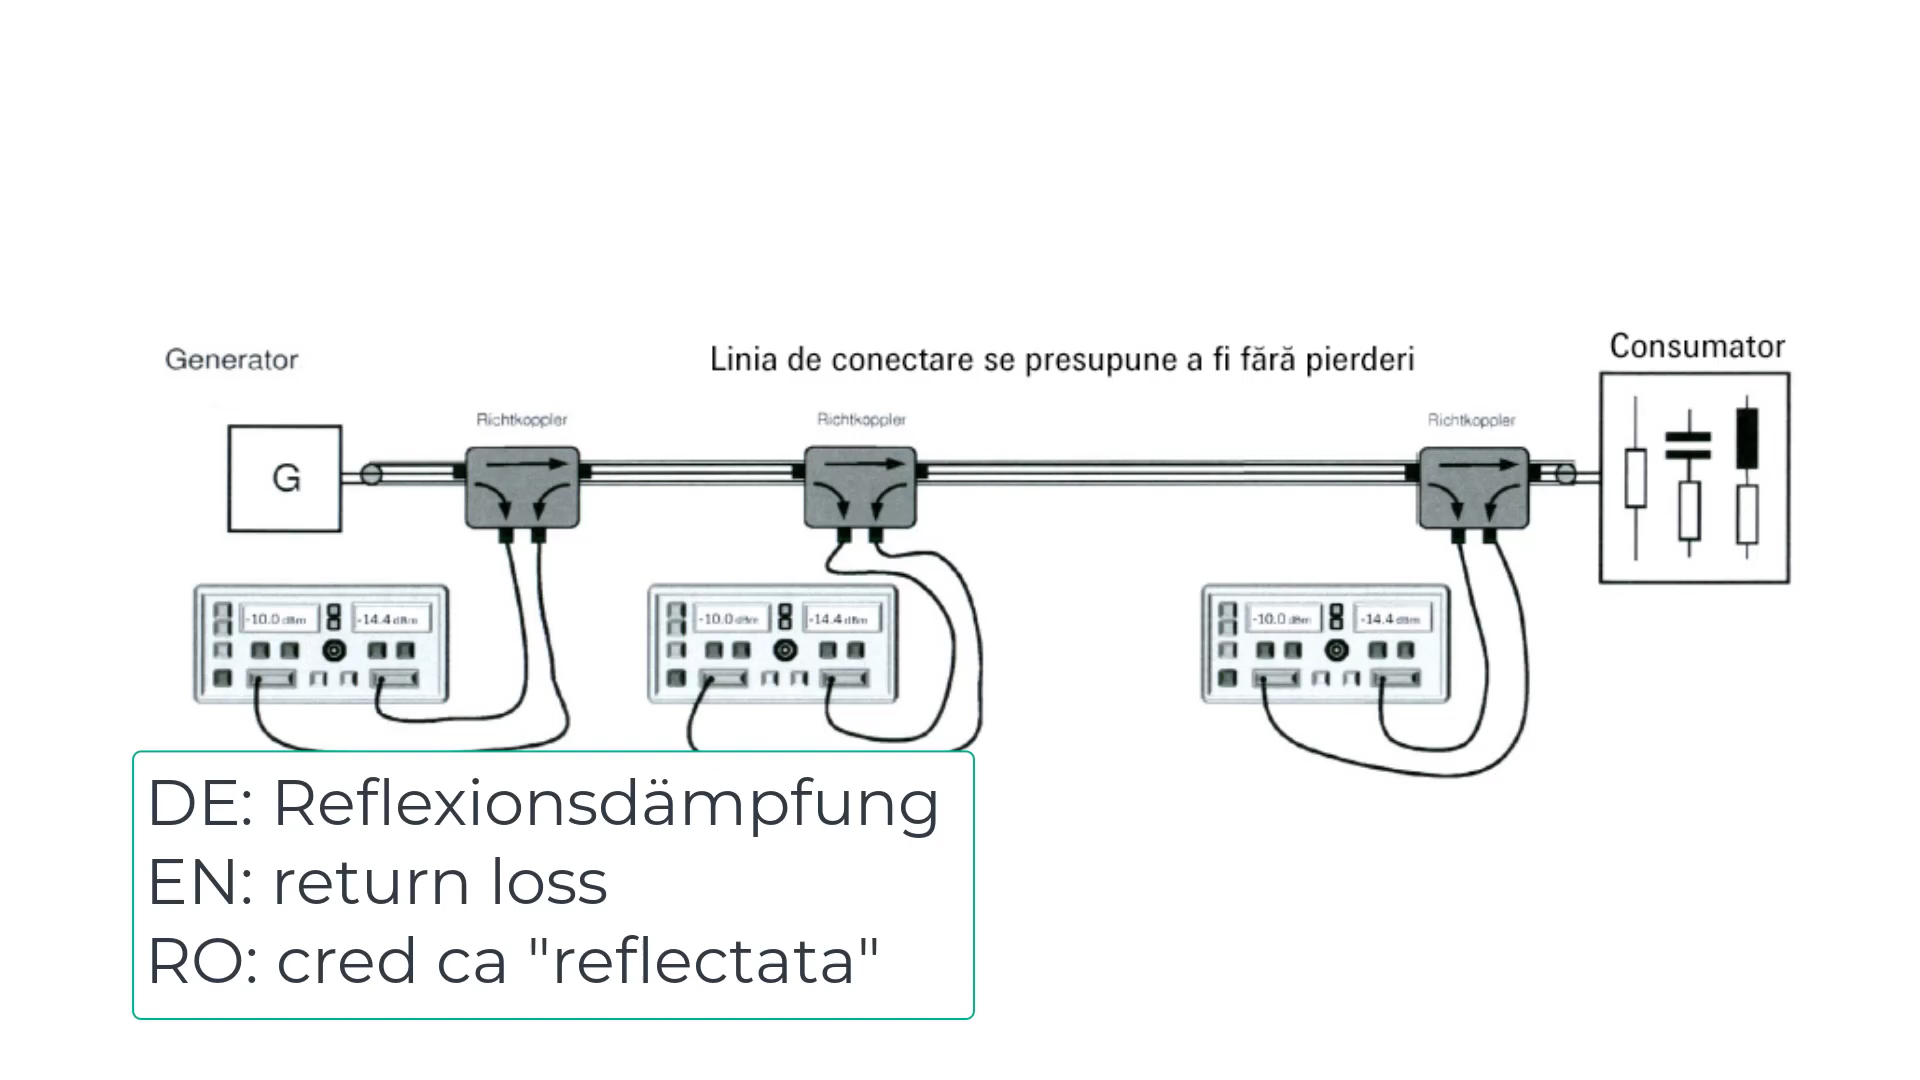 Generator
Linia de conectare se presupune a fi fără pierderi
Consumator
Richtkoppler
Richtkoppler
Richtkoppler
G
-10.0 dBm
-14.4 dBm
-10.0 dBm
-14.4 dBm
-10.0 dBm
-14.4 dBm
DE: Reflexionsdämpfung
EN: return loss
RO: cred ca "reflectata"